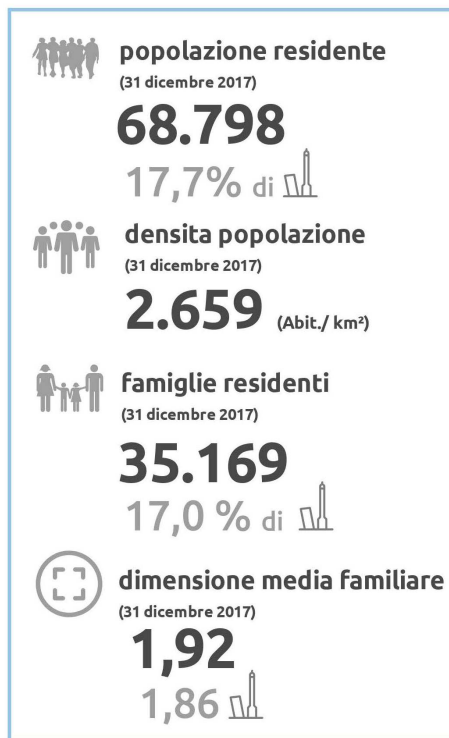 popolazione residente
(31 dicembre 2017)
68.798
17,7% di
densita popolazione
(31 dicembre 2017)
2.659 (Abit./ km²)
famiglie residenti
(31 dicembre 2017)
35.169
17,0 % di
dimensione media familiare
(31 dicembre 2017)
1,92
1,86